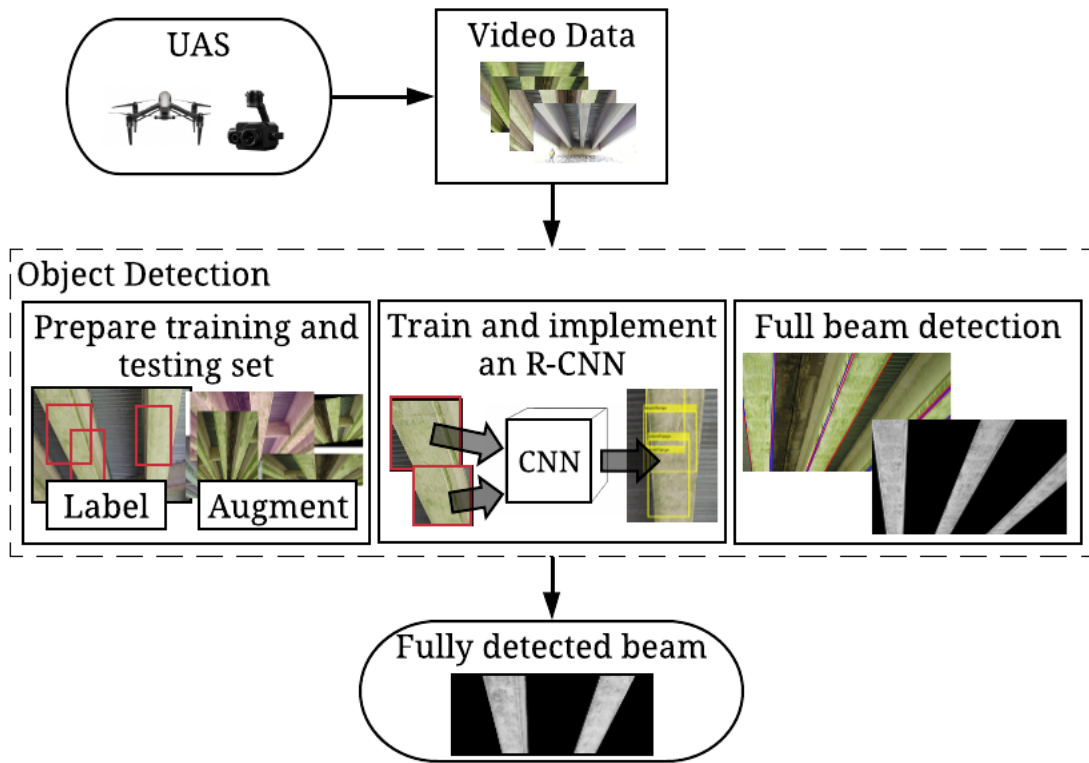 UAS
Video Data
Object Detection
Prepare training and
testing set
Label
Augment
Train and implement
an R-CNN
CNN
Full beam detection
Fully detected beam